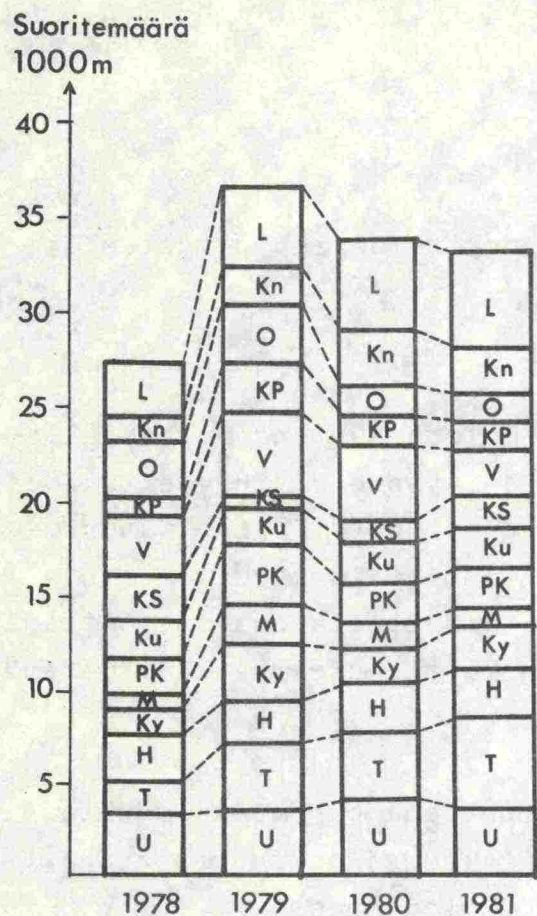 Suoritemäärä
1000m
40
35
30
25
20
15
10
5
L
Kn
O
KP
V
KS
Ku
PK
M
Ky
H
T
U
L
Kn
O
KP
V
KS
Ku
PK
M
Ky
H
T
U
L
Kn
O
KP
V
KS
Ku
PK
M
Ky
H
T
U
L
Kn
O
KP
V
KS
Ku
PK
M
Ky
H
T
U
1978 1979 1980 1981